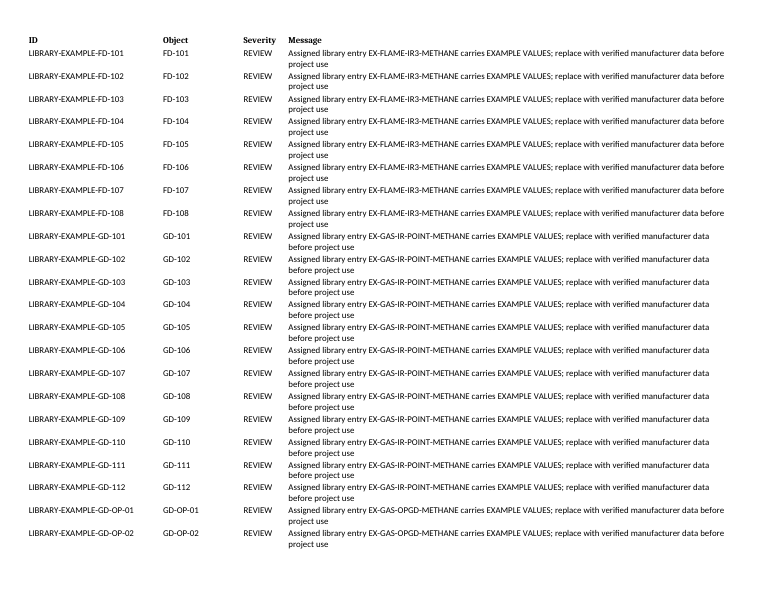 ID Object Severity Message
LIBRARY-EXAMPLE-FD-101 FD-101 REVIEW Assigned library entry EX-FLAME-IR3-METHANE carries EXAMPLE VALUES; replace with verified manufacturer data before
project use
LIBRARY-EXAMPLE-FD-102 FD-102 REVIEW Assigned library entry EX-FLAME-IR3-METHANE carries EXAMPLE VALUES; replace with verified manufacturer data before
project use
LIBRARY-EXAMPLE-FD-103 FD-103 REVIEW Assigned library entry EX-FLAME-IR3-METHANE carries EXAMPLE VALUES; replace with verified manufacturer data before
project use
LIBRARY-EXAMPLE-FD-104 FD-104 REVIEW Assigned library entry EX-FLAME-IR3-METHANE carries EXAMPLE VALUES; replace with verified manufacturer data before
project use
LIBRARY-EXAMPLE-FD-105 FD-105 REVIEW Assigned library entry EX-FLAME-IR3-METHANE carries EXAMPLE VALUES; replace with verified manufacturer data before
project use
LIBRARY-EXAMPLE-FD-106 FD-106 REVIEW Assigned library entry EX-FLAME-IR3-METHANE carries EXAMPLE VALUES; replace with verified manufacturer data before
project use
LIBRARY-EXAMPLE-FD-107 FD-107 REVIEW Assigned library entry EX-FLAME-IR3-METHANE carries EXAMPLE VALUES; replace with verified manufacturer data before
project use
LIBRARY-EXAMPLE-FD-108 FD-108 REVIEW Assigned library entry EX-FLAME-IR3-METHANE carries EXAMPLE VALUES; replace with verified manufacturer data before
project use
LIBRARY-EXAMPLE-GD-101 GD-101 REVIEW Assigned library entry EX-GAS-IR-POINT-METHANE carries EXAMPLE VALUES; replace with verified manufacturer data
before project use
LIBRARY-EXAMPLE-GD-102 GD-102 REVIEW Assigned library entry EX-GAS-IR-POINT-METHANE carries EXAMPLE VALUES; replace with verified manufacturer data
before project use
LIBRARY-EXAMPLE-GD-103 GD-103 REVIEW Assigned library entry EX-GAS-IR-POINT-METHANE carries EXAMPLE VALUES; replace with verified manufacturer data
before project use
LIBRARY-EXAMPLE-GD-104 GD-104 REVIEW Assigned library entry EX-GAS-IR-POINT-METHANE carries EXAMPLE VALUES; replace with verified manufacturer data
before project use
LIBRARY-EXAMPLE-GD-105 GD-105 REVIEW Assigned library entry EX-GAS-IR-POINT-METHANE carries EXAMPLE VALUES; replace with verified manufacturer data
before project use
LIBRARY-EXAMPLE-GD-106 GD-106 REVIEW Assigned library entry EX-GAS-IR-POINT-METHANE carries EXAMPLE VALUES; replace with verified manufacturer data
before project use
LIBRARY-EXAMPLE-GD-107 GD-107 REVIEW Assigned library entry EX-GAS-IR-POINT-METHANE carries EXAMPLE VALUES; replace with verified manufacturer data
before project use
LIBRARY-EXAMPLE-GD-108 GD-108 REVIEW Assigned library entry EX-GAS-IR-POINT-METHANE carries EXAMPLE VALUES; replace with verified manufacturer data
before project use
LIBRARY-EXAMPLE-GD-109 GD-109 REVIEW Assigned library entry EX-GAS-IR-POINT-METHANE carries EXAMPLE VALUES; replace with verified manufacturer data
before project use
LIBRARY-EXAMPLE-GD-110 GD-110 REVIEW Assigned library entry EX-GAS-IR-POINT-METHANE carries EXAMPLE VALUES; replace with verified manufacturer data
before project use
LIBRARY-EXAMPLE-GD-111 GD-111 REVIEW Assigned library entry EX-GAS-IR-POINT-METHANE carries EXAMPLE VALUES; replace with verified manufacturer data
before project use
LIBRARY-EXAMPLE-GD-112 GD-112 REVIEW Assigned library entry EX-GAS-IR-POINT-METHANE carries EXAMPLE VALUES; replace with verified manufacturer data
before project use
LIBRARY-EXAMPLE-GD-OP-01 GD-OP-01 REVIEW Assigned library entry EX-GAS-OPGD-METHANE carries EXAMPLE VALUES; replace with verified manufacturer data before
project use
LIBRARY-EXAMPLE-GD-OP-02 GD-OP-02 REVIEW Assigned library entry EX-GAS-OPGD-METHANE carries EXAMPLE VALUES; replace with verified manufacturer data before
project use